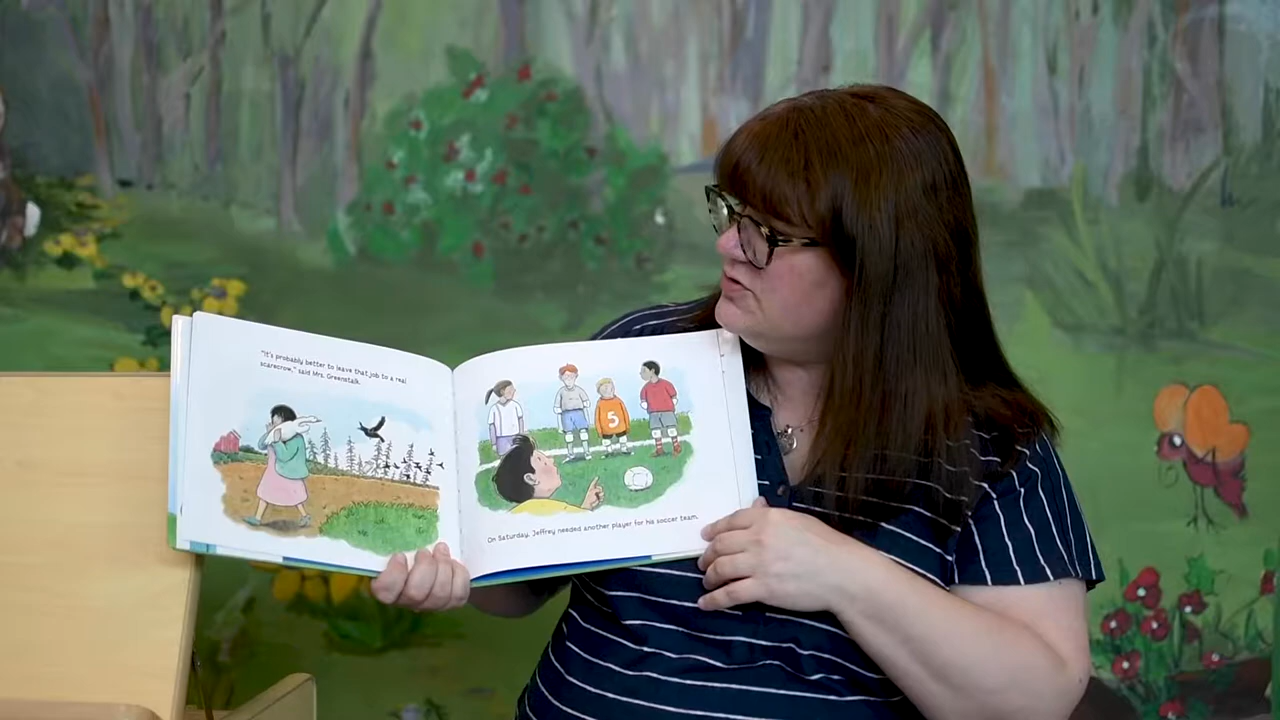 "It's probably better to leave that job to a real
scarecrow," said Mrs. Greenstalk.
5
On Saturday, Jeffrey needed another player for his soccer team.